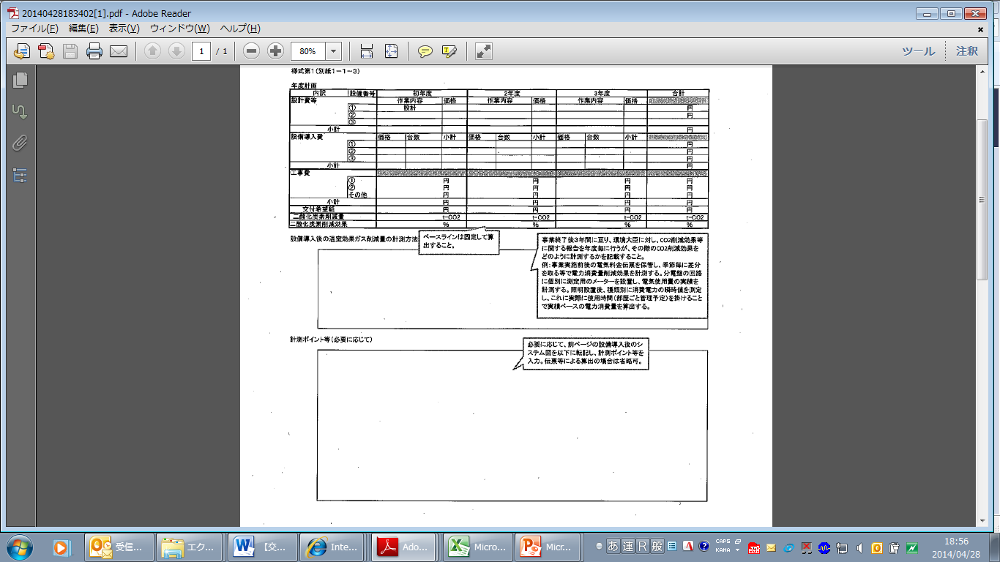 20140428183402[1].pdf - Adobe Reader
ファイル(F) 編集(E) 表示(V) ウィンドウ(W) ヘルプ(H)
1 / 1 80% ツール 注釈
様式第1(別紙1-1-3)
年度計画
内訳 設備番号 初年度 2年度 3年度 合計
設計費等 作業内容 価格 作業内容 価格 作業内容 価格
① 設計 円
② 円
③
小計 円
設備導入費 価格 台数 小計 価格 台数 小計 価格 台数 小計
① 円
② 円
③ 円
小計 円
工事費
① 円 円 円 円
② 円 円 円 円
その他 円 円 円 円
小計 円 円 円 円
交付希望額 円 円 円 円
二酸化炭素削減量 t-CO2 t-CO2 t-CO2 t-CO2
二酸化炭素削減効果 % % % %
設備導入後の温室効果ガス削減量の計測方法
ベースラインは固定して算
出すること。
事業終了後3年間に亘り、環境大臣に対し、CO2削減効果等
に関する報告を年度毎に行うが、その際のCO2削減効果を
どのように計測するかを記載すること。
例:事業実施前後の電気料金伝票を保管し、季節毎に差分
を取る等で電力消費量削減効果を計測する。分電盤の回路
に個別に測定用のメーターを設置し、電気使用量の実績を
計測する。照明設置後、種類別に消費電力の瞬時値を測定
し、これに実際に使用時間(部屋ごと管理予定)を掛けること
で実績ベースの電力消費量を算出する。
計測ポイント等(必要に応じて)
必要に応じて、前ページの設備導入後のシ
ステム図を以下に転記し、計測ポイント等を
入力。伝票等による算出の場合は省略可。
受信... エク... 【交... Inte... Ado... Micro... Micr... あ 連 R 般 CAPS KANA 18:56
2014/04/28